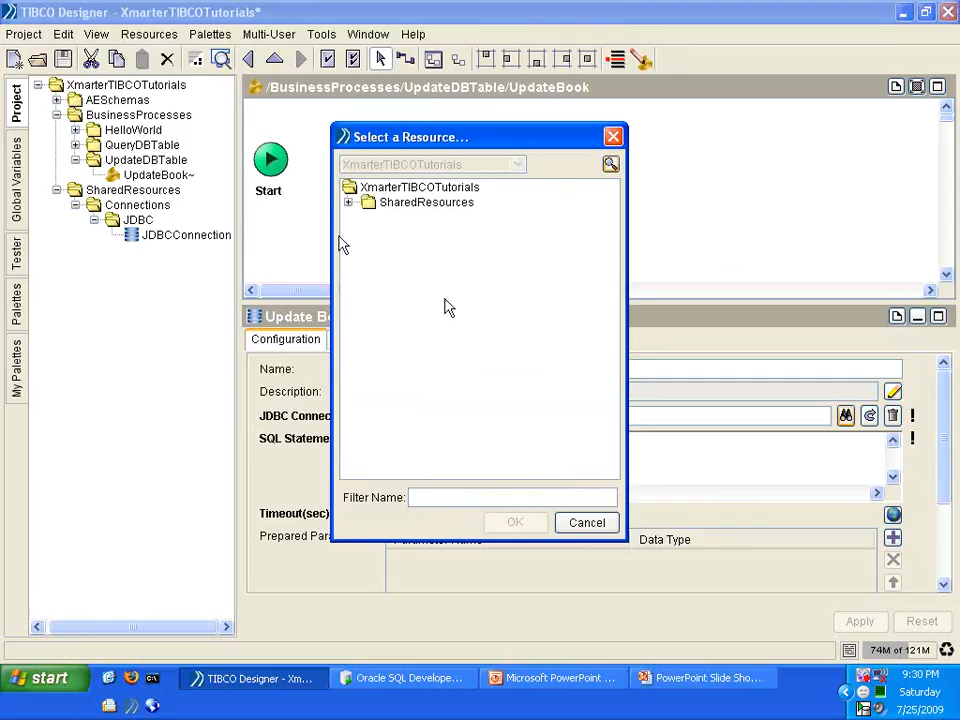 TIBCO Designer - XmarterTIBCOTutorials*
Project Edit View Resources Palettes Multi-User Tools Window Help
Project
Global Variables
Tester
Palettes
My Palettes
XmarterTIBCOTutorials
AESchemas
BusinessProcesses
HelloWorld
QueryDBTable
UpdateDBTable
UpdateBook~
SharedResources
Connections
JDBC
JDBCConnection
/BusinessProcesses/UpdateDBTable/UpdateBook
Start
Select a Resource...
XmarterTIBCOTutorials
XmarterTIBCOTutorials
SharedResources
Filter Name:
OK Cancel
Update B
Configuration
Name:
Description:
JDBC Connec
!
SQL Stateme
!
Timeout(sec)
Prepared Para
Data Type
Apply Reset
74M of 121M
start
TIBCO Designer - Xm...
Oracle SQL Develope...
Microsoft PowerPoint ...
PowerPoint Slide Sho...
9:30 PM
Saturday
7/25/2009